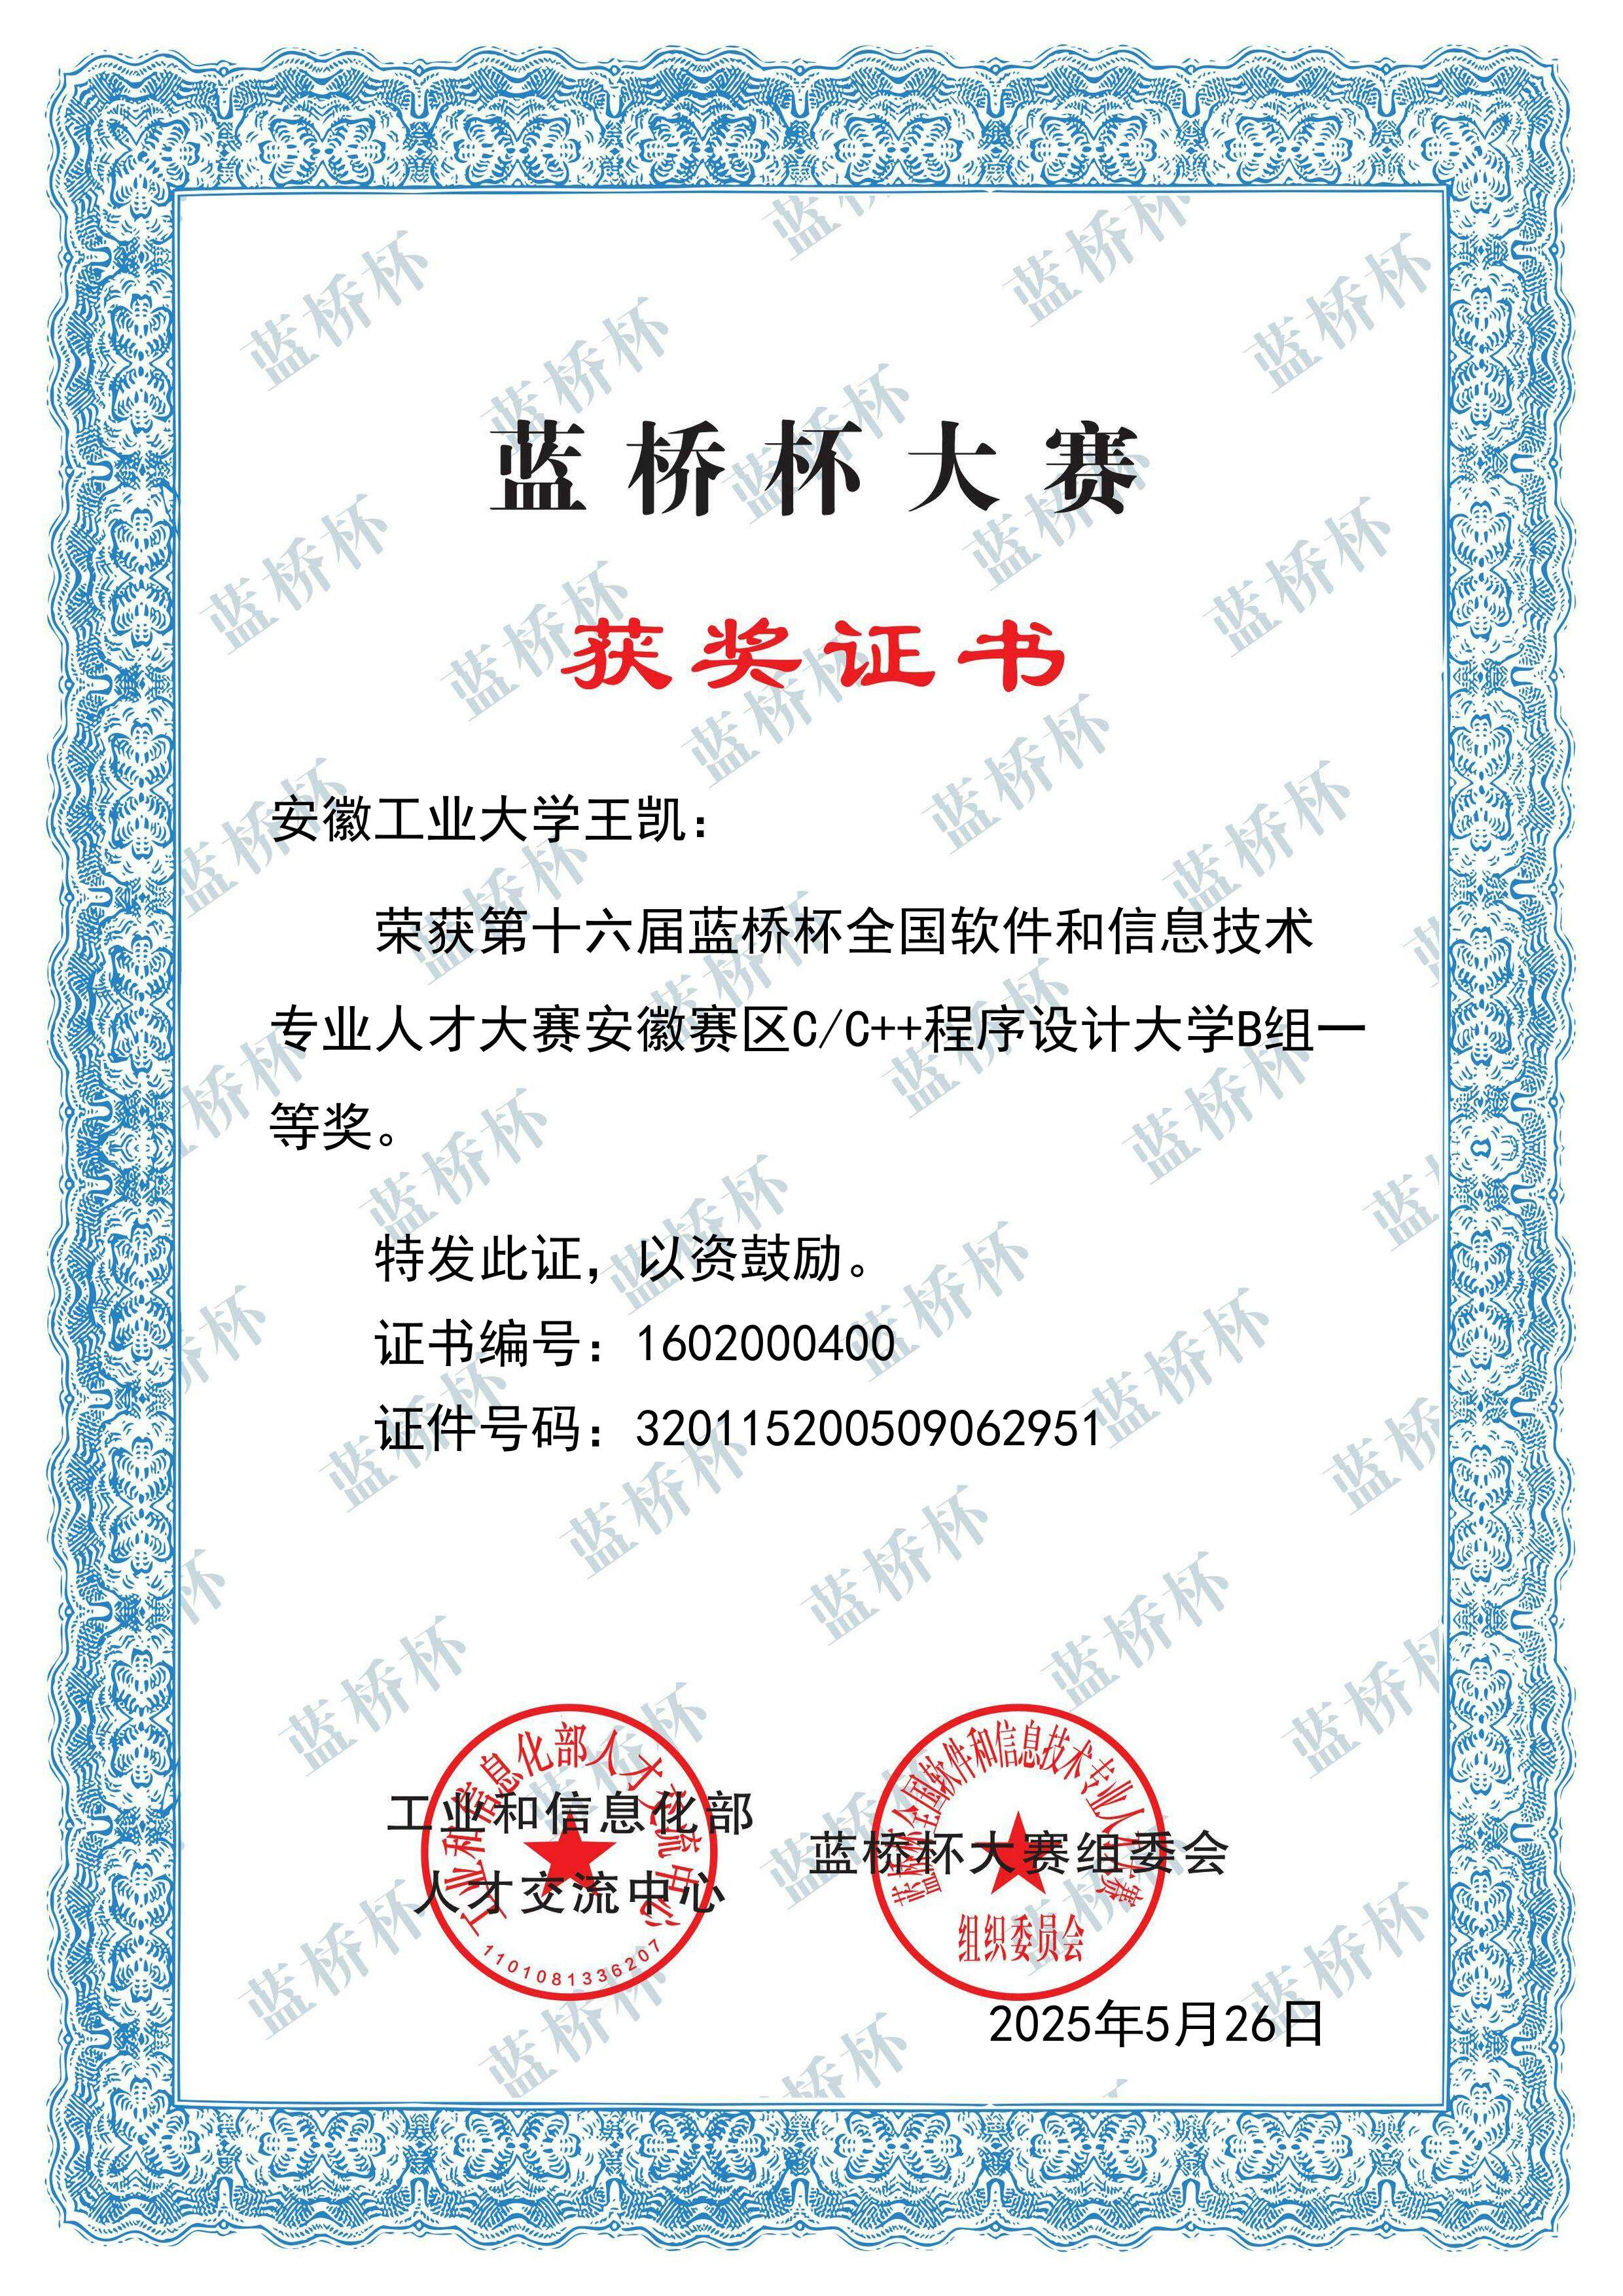 蓝桥杯大赛
获奖证书
安徽工业大学王凯：
荣获第十六届蓝桥杯全国软件和信息技术
专业人才大赛安徽赛区C/C++程序设计大学B组一
等奖。
特发此证，以资鼓励。
证书编号：1602000400
证件号码：320115200509062951
工业和信息化部人才交流中心
工业和信息化部
人才交流中心
1101081336207
蓝桥杯全国软件和信息技术专业人才大赛
蓝桥杯大赛组委会
组织委员会
2025年5月26日
蓝桥杯